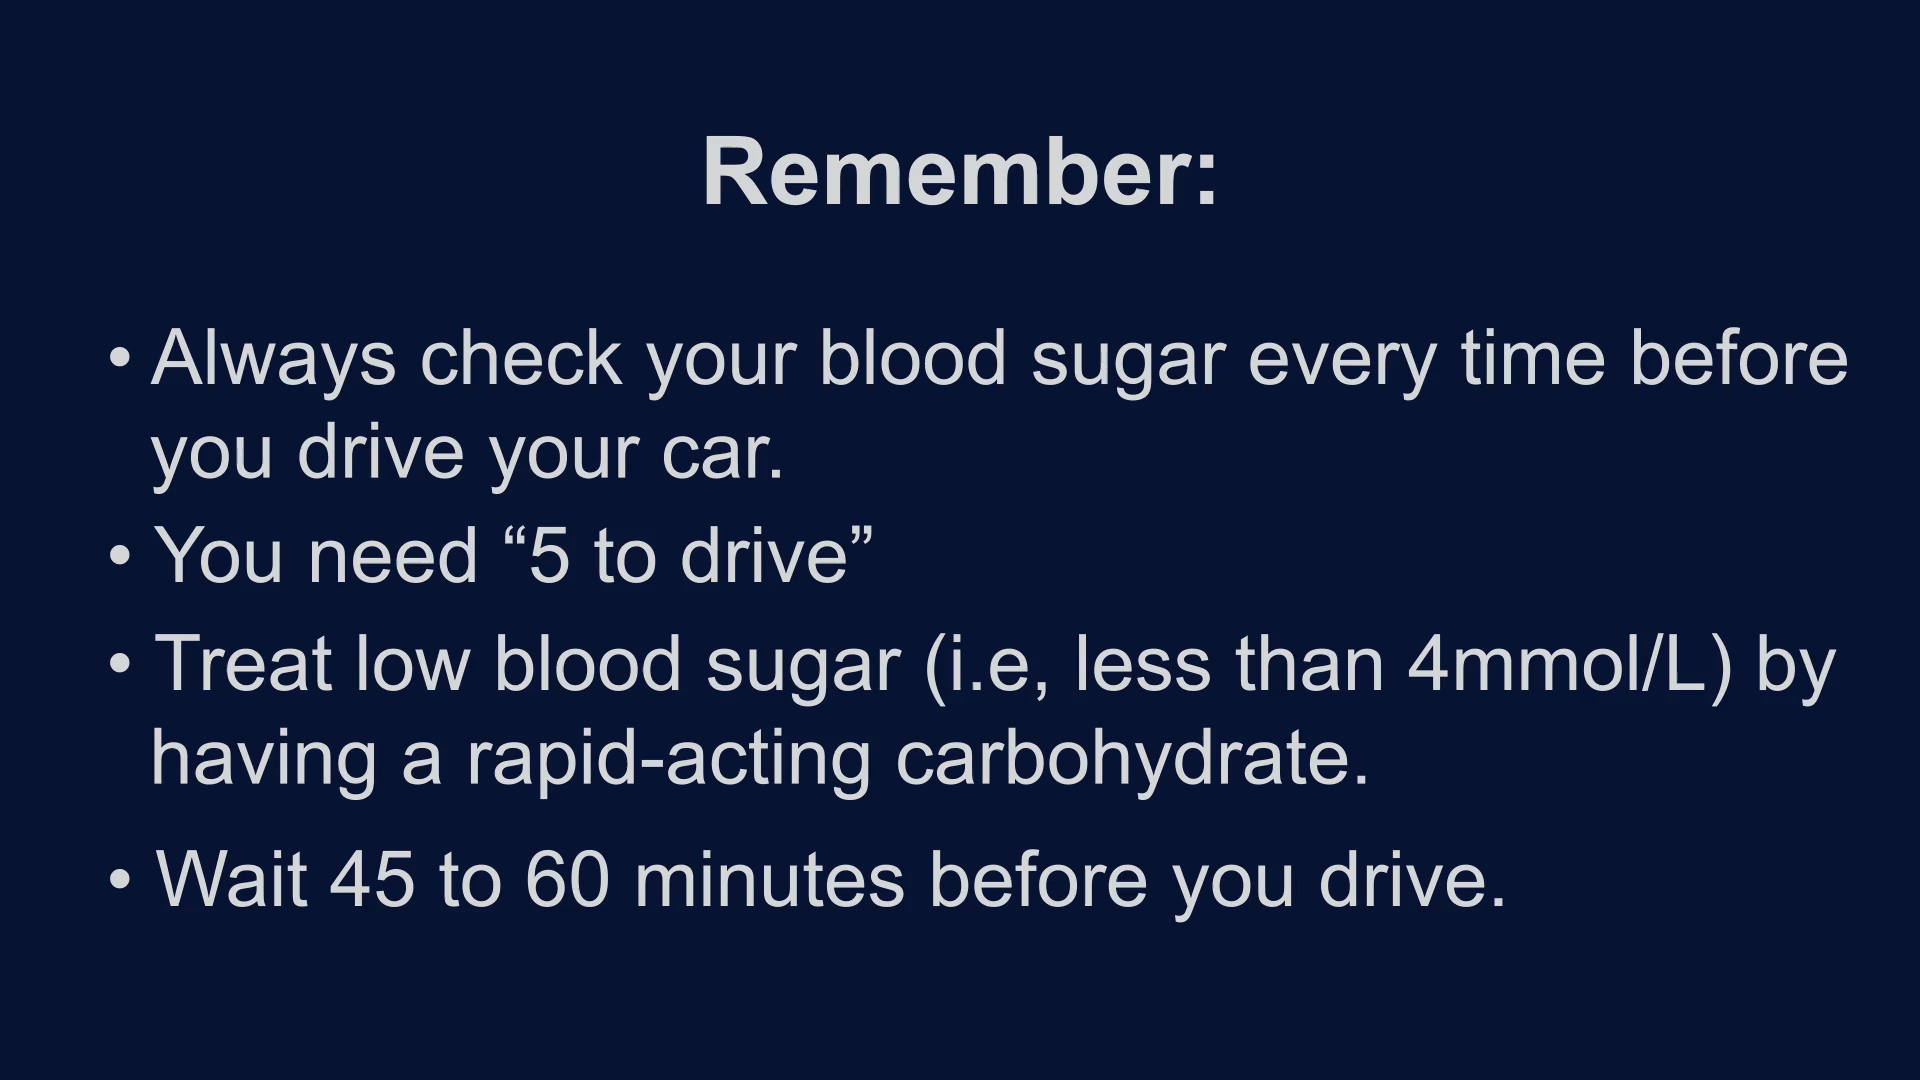 Remember:
• Always check your blood sugar every time before
you drive your car.
• You need “5 to drive”
• Treat low blood sugar (i.e, less than 4mmol/L) by
having a rapid-acting carbohydrate.
• Wait 45 to 60 minutes before you drive.